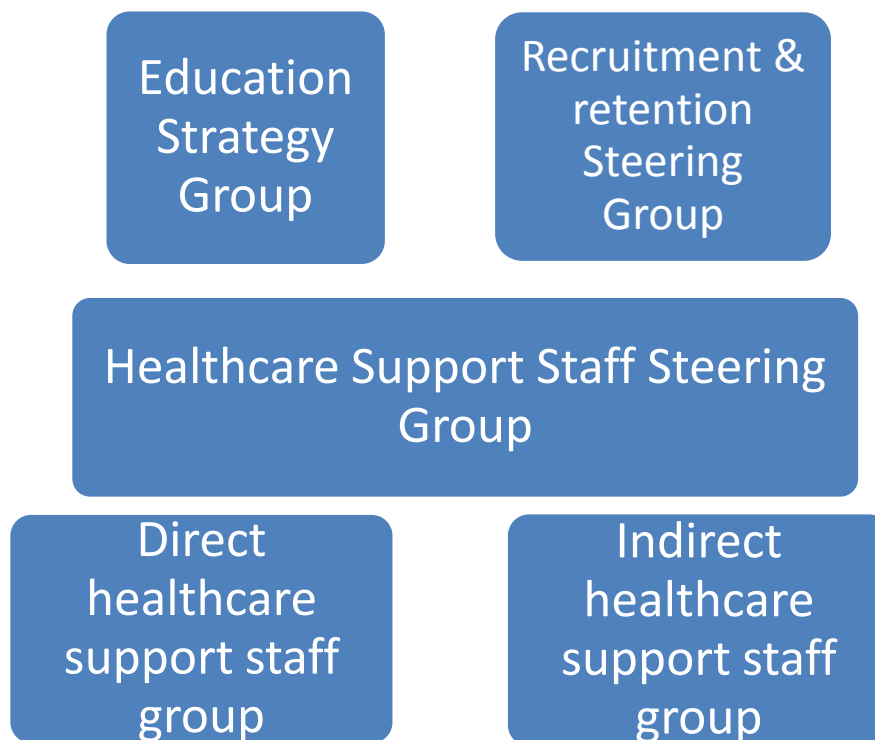 Education
Strategy
Group
Recruitment &
retention
Steering
Group
Healthcare Support Staff Steering
Group
Direct
healthcare
support staff
group
Indirect
healthcare
support staff
group